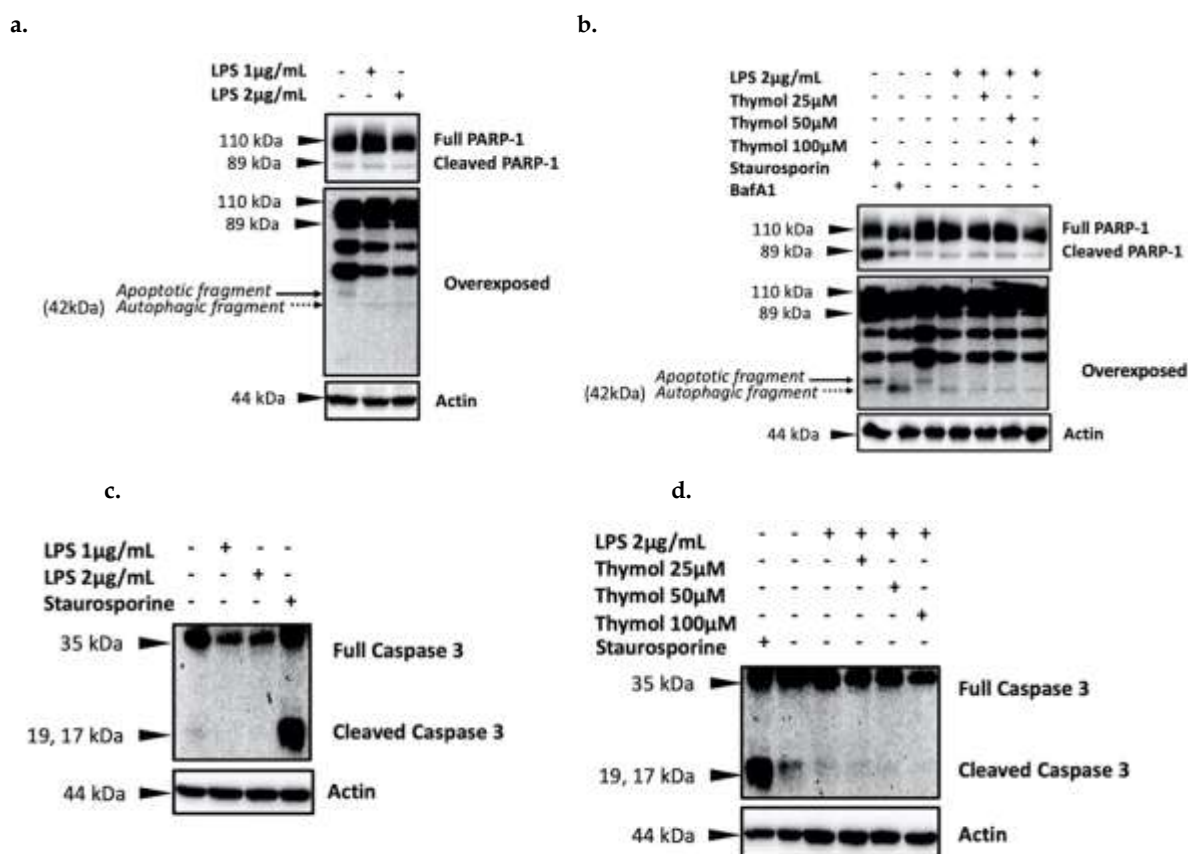 a.
LPS 1µg/mL - + -
LPS 2µg/mL - - +
110 kDa Full PARP-1
89 kDa Cleaved PARP-1
110 kDa
89 kDa
Overexposed
Apoptotic fragment
(42kDa) Autophagic fragment
44 kDa Actin
b.
LPS 2µg/mL - - - + + + +
Thymol 25µM - - - - + - -
Thymol 50µM - - - - - + -
Thymol 100µM - - - - - - +
Staurosporin + - - - - - -
BafA1 - + - - - - -
110 kDa Full PARP-1
89 kDa Cleaved PARP-1
110 kDa
89 kDa
Overexposed
Apoptotic fragment
(42kDa) Autophagic fragment
44 kDa Actin
c.
LPS 1µg/mL - + - -
LPS 2µg/mL - - + -
Staurosporine - - - +
35 kDa Full Caspase 3
19, 17 kDa Cleaved Caspase 3
44 kDa Actin
d.
LPS 2µg/mL - - + + + +
Thymol 25µM - - - + - -
Thymol 50µM - - - - + -
Thymol 100µM - - - - - +
Staurosporine + - - - - -
35 kDa Full Caspase 3
19, 17 kDa Cleaved Caspase 3
44 kDa Actin